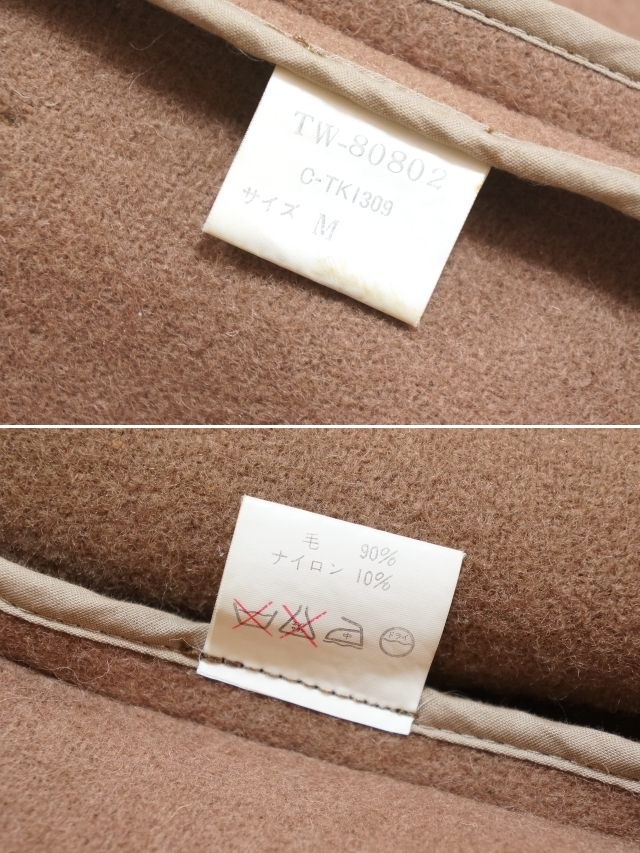 TW-80802
C-TK1309
サイズ M
毛 90%
ナイロン 10%
中 ドライ